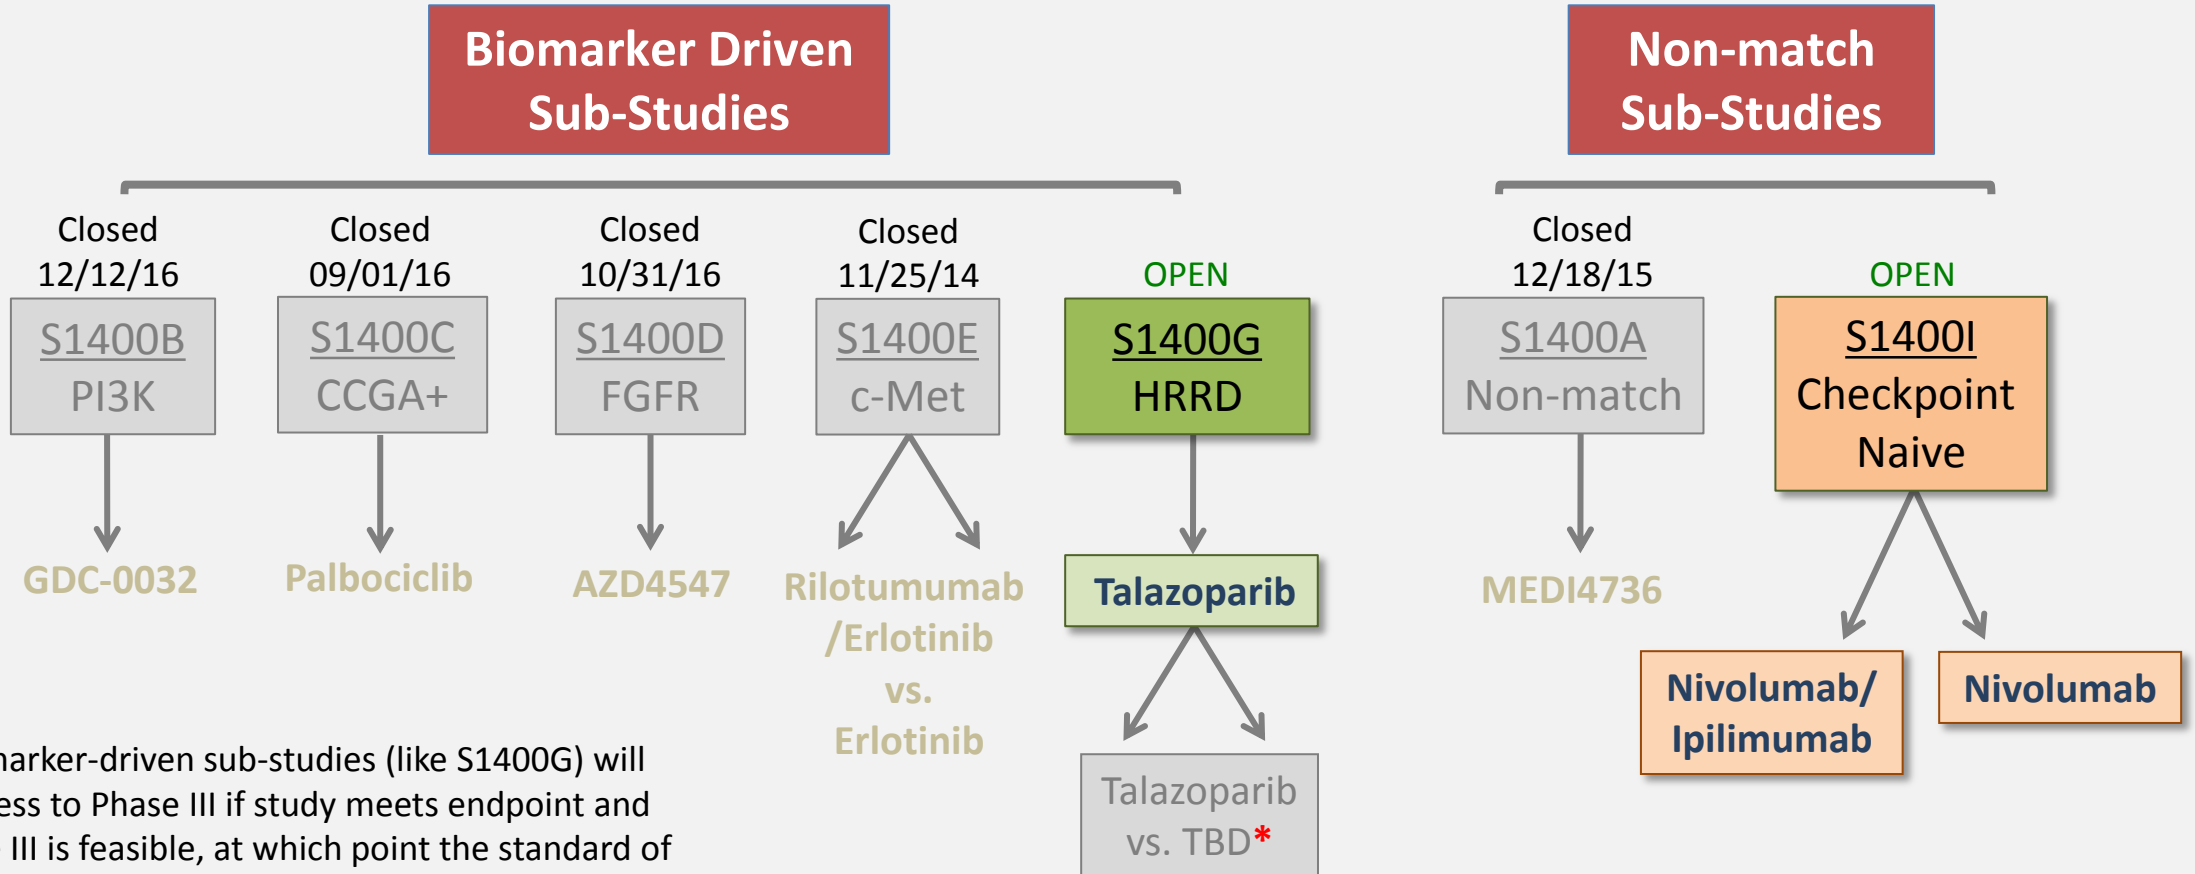 Biomarker Driven
Sub-Studies
Non-match
Sub-Studies
Closed
12/12/16
S1400B
PI3K
GDC-0032
Closed
09/01/16
S1400C
CCGA+
Palbociclib
Closed
10/31/16
S1400D
FGFR
AZD4547
Closed
11/25/14
S1400E
c-Met
Rilotumumab
/Erlotinib
vs.
Erlotinib
OPEN
S1400G
HRRD
Talazoparib
Talazoparib
vs. TBD*
Closed
12/18/15
S1400A
Non-match
MEDI4736
OPEN
S1400I
Checkpoint
Naive
Nivolumab/
Ipilimumab
Nivolumab
marker-driven sub-studies (like S1400G) will
ess to Phase III if study meets endpoint and
III is feasible, at which point the standard of